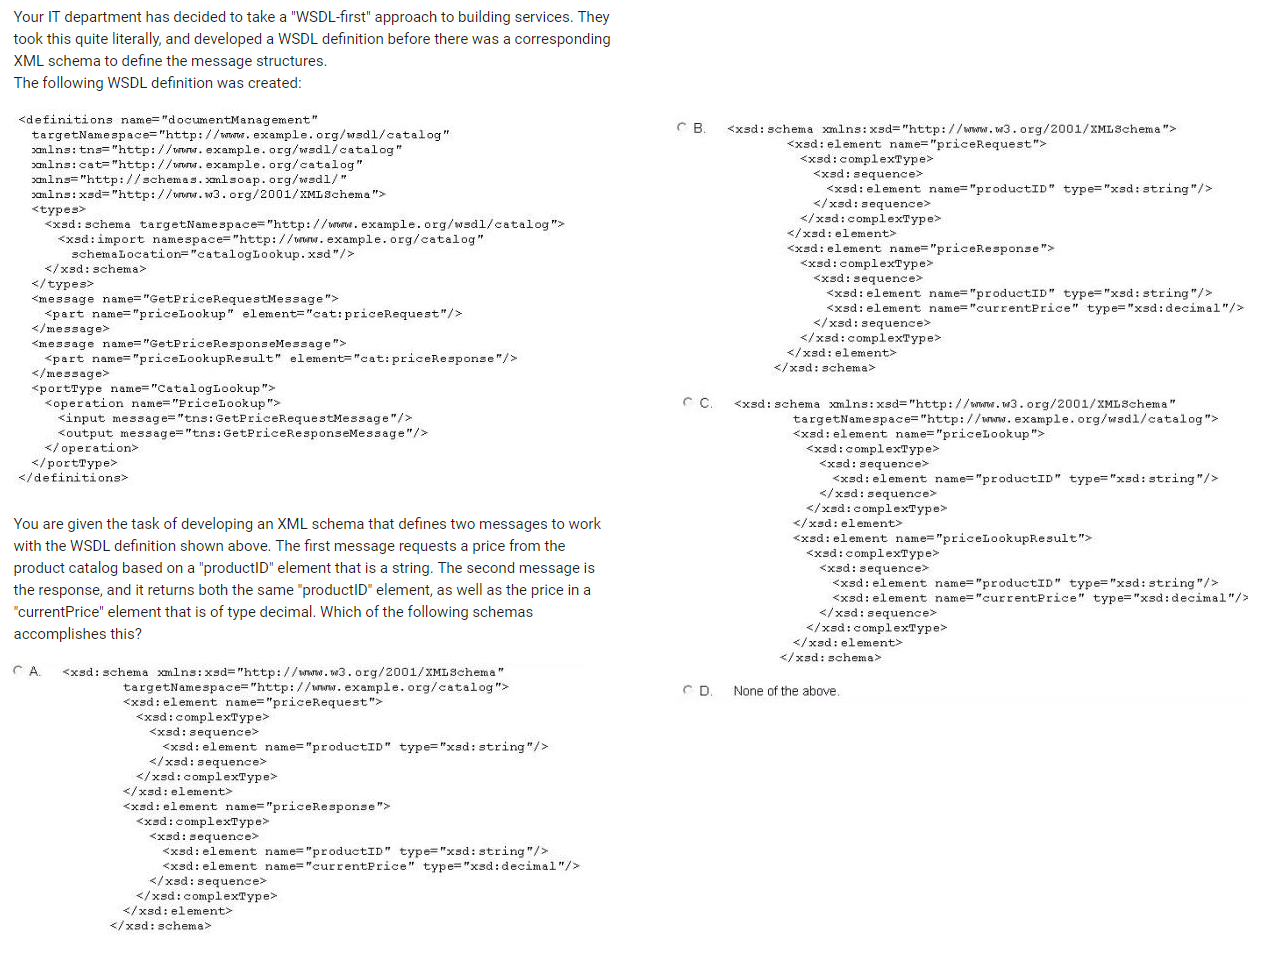 Your IT department has decided to take a "WSDL-first" approach to building services. They
took this quite literally, and developed a WSDL definition before there was a corresponding
XML schema to define the message structures.
The following WSDL definition was created:
<definitions name="documentManagement"
targetNamespace="http://www.example.org/wsdl/catalog"
xmlns:tns="http://www.example.org/wsdl/catalog"
xmlns:cat="http://www.example.org/catalog"
xmlns="http://schemas.xmlsoap.org/wsdl/"
xmlns:xsd="http://www.w3.org/2001/XMLSchema">
<types>
<xsd:schema targetNamespace="http://www.example.org/wsdl/catalog">
<xsd:import namespace="http://www.example.org/catalog"
schemaLocation="catalogLookup.xsd"/>
</xsd:schema>
</types>
<message name="GetPriceRequestMessage">
<part name="priceLookup" element="cat:priceRequest"/>
</message>
<message name="GetPriceResponseMessage">
<part name="priceLookupResult" element="cat:priceResponse"/>
</message>
<portType name="CatalogLookup">
<operation name="PriceLookup">
<input message="tns:GetPriceRequestMessage"/>
<output message="tns:GetPriceResponseMessage"/>
</operation>
</portType>
</definitions>
You are given the task of developing an XML schema that defines two messages to work
with the WSDL definition shown above. The first message requests a price from the
product catalog based on a "productID" element that is a string. The second message is
the response, and it returns both the same "productID" element, as well as the price in a
"currentPrice" element that is of type decimal. Which of the following schemas
accomplishes this?
A. <xsd:schema xmlns:xsd="http://www.w3.org/2001/XMLSchema"
targetNamespace="http://www.example.org/catalog">
<xsd:element name="priceRequest">
<xsd:complexType>
<xsd:sequence>
<xsd:element name="productID" type="xsd:string"/>
</xsd:sequence>
</xsd:complexType>
</xsd:element>
<xsd:element name="priceResponse">
<xsd:complexType>
<xsd:sequence>
<xsd:element name="productID" type="xsd:string"/>
<xsd:element name="currentPrice" type="xsd:decimal"/>
</xsd:sequence>
</xsd:complexType>
</xsd:element>
</xsd:schema>
B. <xsd:schema xmlns:xsd="http://www.w3.org/2001/XMLSchema">
<xsd:element name="priceRequest">
<xsd:complexType>
<xsd:sequence>
<xsd:element name="productID" type="xsd:string"/>
</xsd:sequence>
</xsd:complexType>
</xsd:element>
<xsd:element name="priceResponse">
<xsd:complexType>
<xsd:sequence>
<xsd:element name="productID" type="xsd:string"/>
<xsd:element name="currentPrice" type="xsd:decimal"/>
</xsd:sequence>
</xsd:complexType>
</xsd:element>
</xsd:schema>
C. <xsd:schema xmlns:xsd="http://www.w3.org/2001/XMLSchema"
targetNamespace="http://www.example.org/wsdl/catalog">
<xsd:element name="priceLookup">
<xsd:complexType>
<xsd:sequence>
<xsd:element name="productID" type="xsd:string"/>
</xsd:sequence>
</xsd:complexType>
</xsd:element>
<xsd:element name="priceLookupResult">
<xsd:complexType>
<xsd:sequence>
<xsd:element name="productID" type="xsd:string"/>
<xsd:element name="currentPrice" type="xsd:decimal"/>
</xsd:sequence>
</xsd:complexType>
</xsd:element>
</xsd:schema>
D. None of the above.